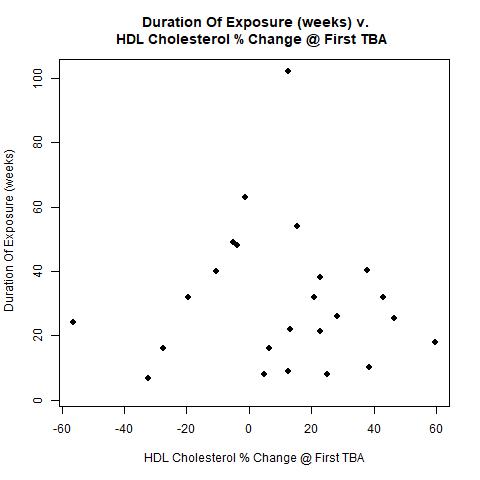 Duration Of Exposure (weeks) v.
HDL Cholesterol % Change @ First TBA
Duration Of Exposure (weeks)
100
80
60
40
20
0
-60 -40 -20 0 20 40 60
HDL Cholesterol % Change @ First TBA